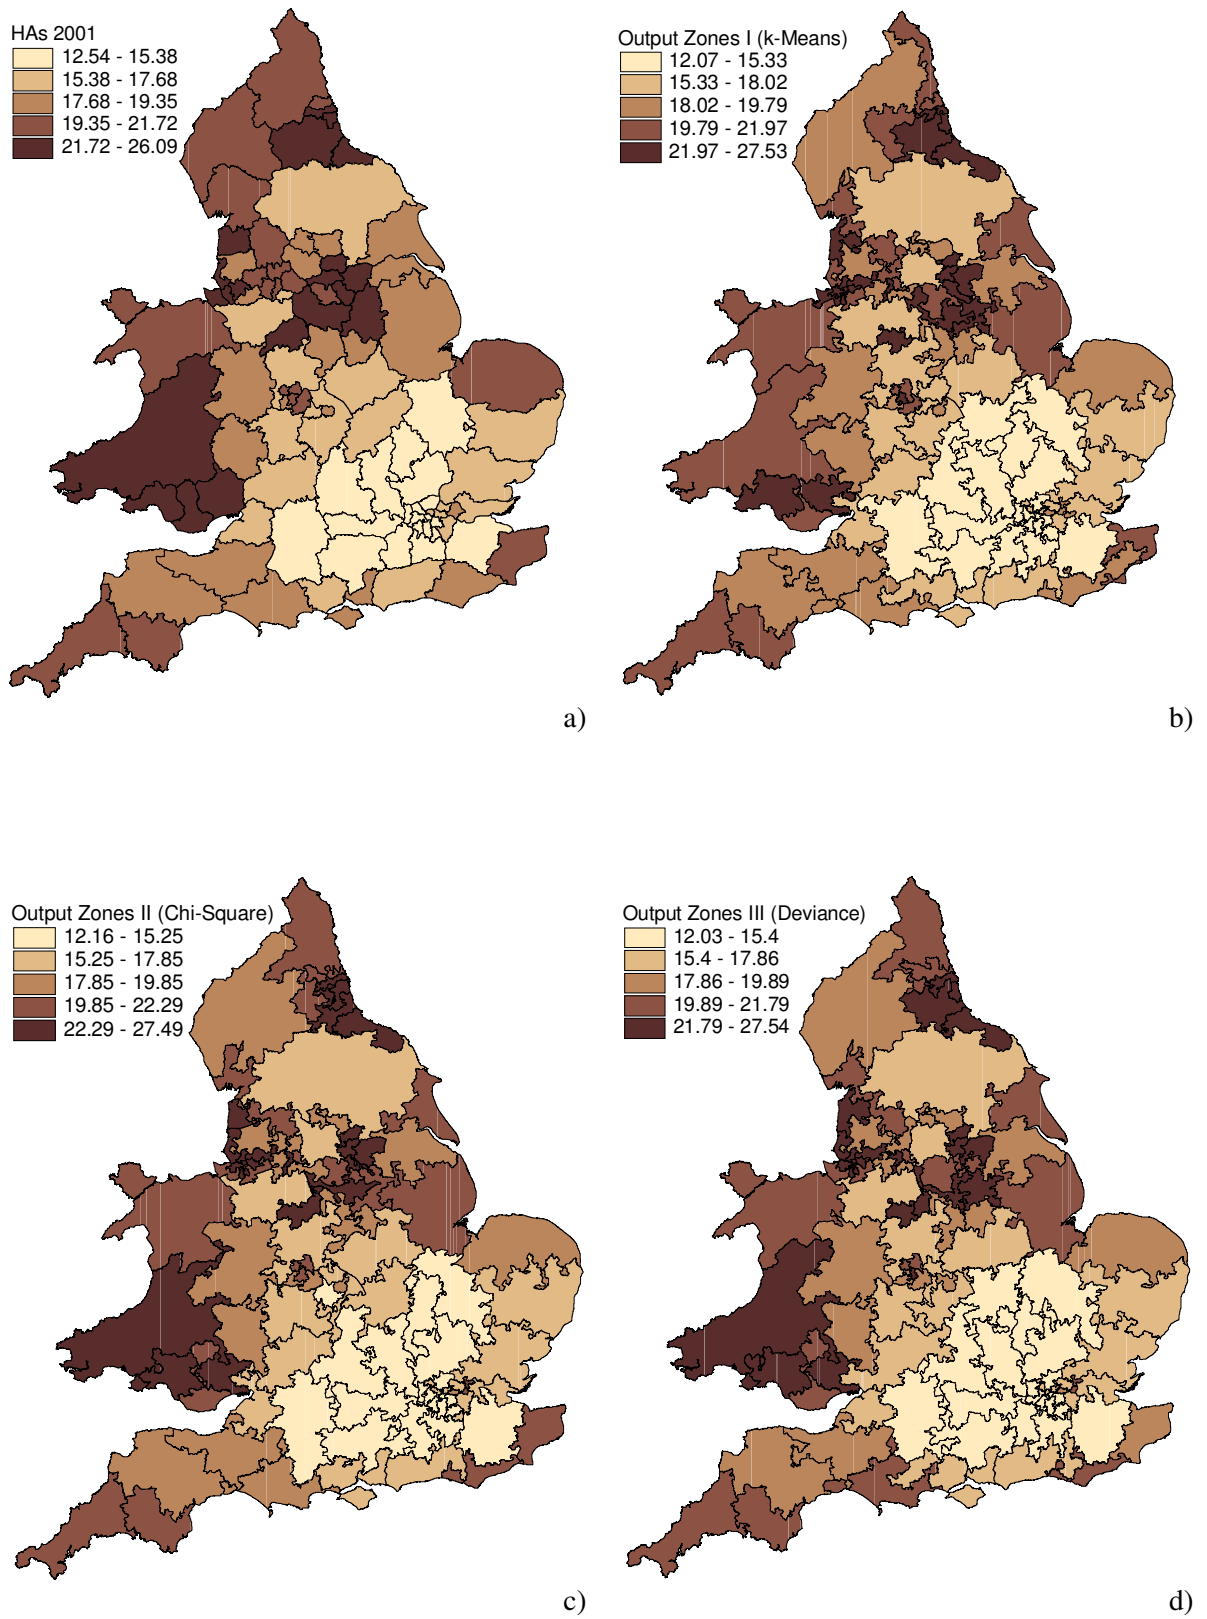 HAs 2001
12.54 - 15.38
15.38 - 17.68
17.68 - 19.35
19.35 - 21.72
21.72 - 26.09
a)
Output Zones I (k-Means)
12.07 - 15.33
15.33 - 18.02
18.02 - 19.79
19.79 - 21.97
21.97 - 27.53
b)
Output Zones II (Chi-Square)
12.16 - 15.25
15.25 - 17.85
17.85 - 19.85
19.85 - 22.29
22.29 - 27.49
c)
Output Zones III (Deviance)
12.03 - 15.4
15.4 - 17.86
17.86 - 19.89
19.89 - 21.79
21.79 - 27.54
d)